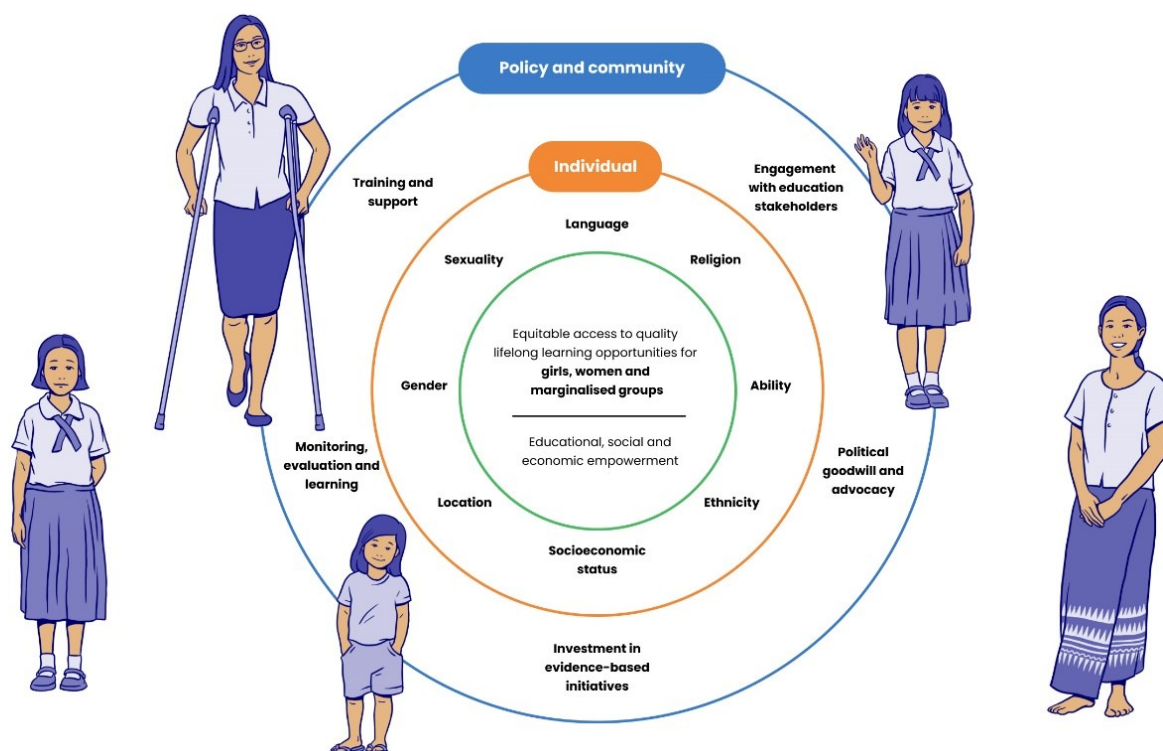 Policy and community
Individual
Training and
support
Engagement
with education
stakeholders
Language
Sexuality
Religion
Equitable access to quality
lifelong learning opportunities for
girls, women and
marginalised groups
Gender
Ability
Educational, social and
economic empowerment
Monitoring,
evaluation and
learning
Political
goodwill and
advocacy
Location
Ethnicity
Socioeconomic
status
Investment in
evidence-based
initiatives